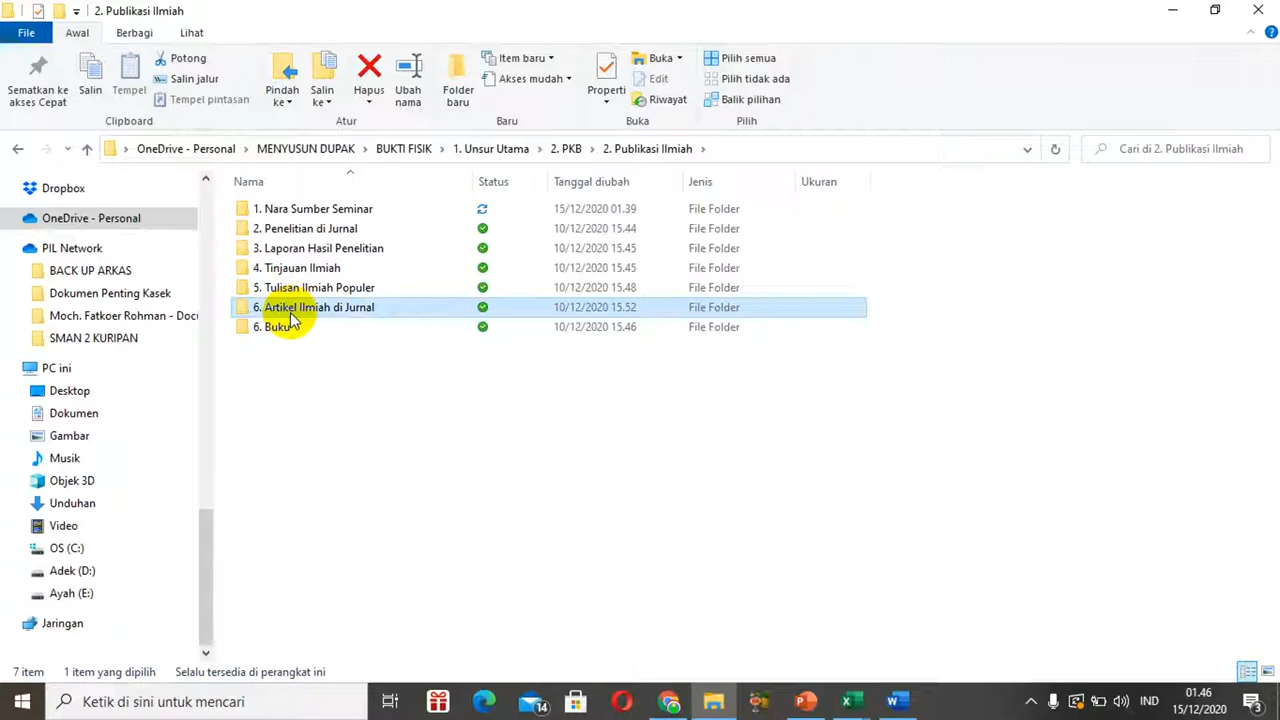 2. Publikasi Ilmiah
File
Awal
Berbagi
Lihat
Sematkan ke akses Cepat
Salin
Tempel
Potong
Salin jalur
Tempel pintasan
Clipboard
Pindah ke
Salin ke
Hapus
Ubah nama
Atur
Folder baru
Item baru
Akses mudah
Baru
Properti
Buka
Edit
Riwayat
Buka
Pilih semua
Pilih tidak ada
Balik pilihan
Pilih
OneDrive - Personal > MENYUSUN DUPAK > BUKTI FISIK > 1. Unsur Utama > 2. PKB > 2. Publikasi Ilmiah >
Cari di 2. Publikasi Ilmiah
Dropbox
OneDrive - Personal
PIL Network
BACK UP ARKAS
Dokumen Penting Kasek
Moch. Fatkoer Rohman - Docu
SMAN 2 KURIPAN
PC ini
Desktop
Dokumen
Gambar
Musik
Objek 3D
Unduhan
Video
OS (C:)
Adek (D:)
Ayah (E:)
Jaringan
Nama Status Tanggal diubah Jenis Ukuran
1. Nara Sumber Seminar 15/12/2020 01.39 File Folder
2. Penelitian di Jurnal 10/12/2020 15.44 File Folder
3. Laporan Hasil Penelitian 10/12/2020 15.45 File Folder
4. Tinjauan Ilmiah 10/12/2020 15.45 File Folder
5. Tulisan Ilmiah Populer 10/12/2020 15.48 File Folder
6. Artikel Ilmiah di Jurnal 10/12/2020 15.52 File Folder
6. Buku 10/12/2020 15.46 File Folder
7 item 1 item yang dipilih Selalu tersedia di perangkat ini
Ketik di sini untuk mencari
14
IND
01.46
15/12/2020
3